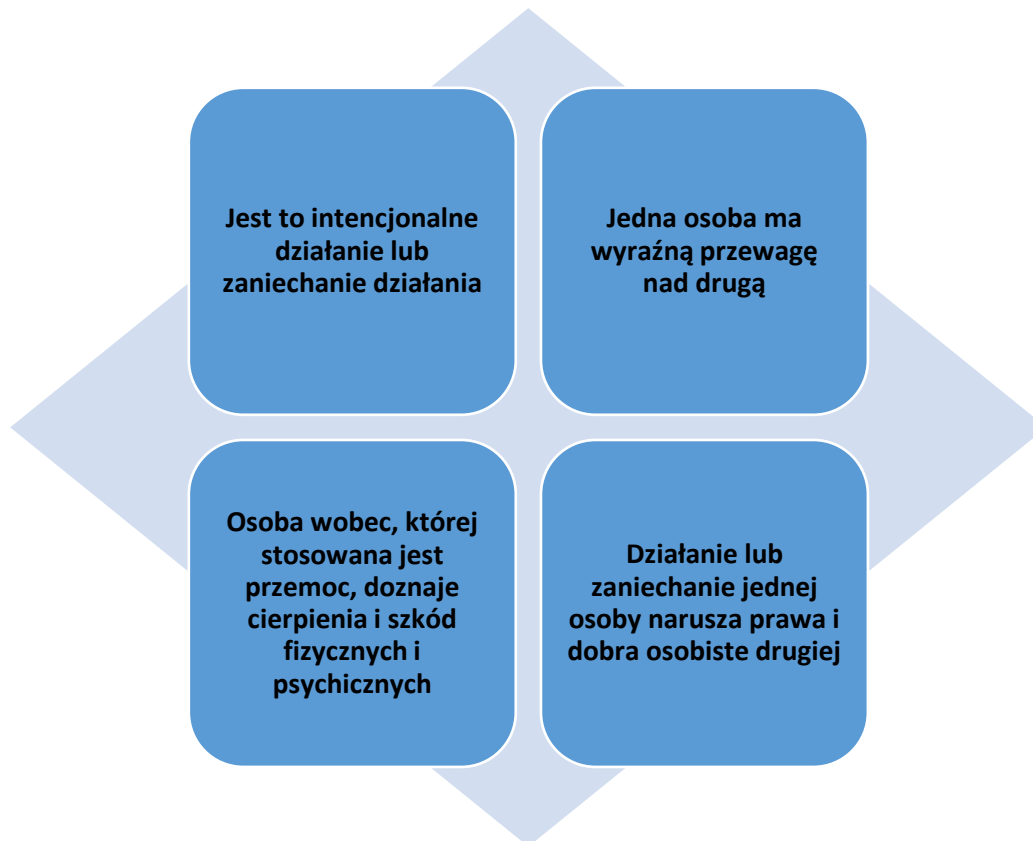 Jest to intencjonalne
działanie lub
zaniechanie działania
Jedna osoba ma
wyraźną przewagę
nad drugą
Osoba wobec, której
stosowana jest
przemoc, doznaje
cierpienia i szkód
fizycznych i
psychicznych
Działanie lub
zaniechanie jednej
osoby narusza prawa i
dobra osobiste drugiej